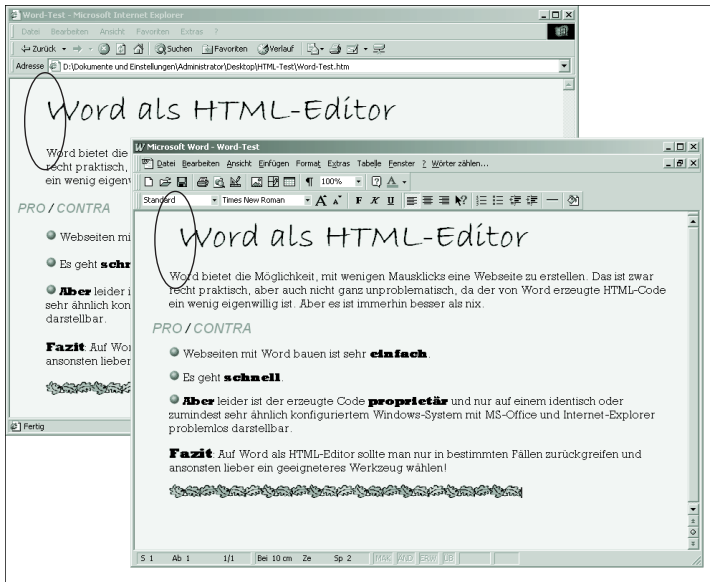 Word-Test - Microsoft Internet Explorer
Datei Bearbeiten Ansicht Favoriten Extras ?
Zurück Suchen Favoriten Verlauf
Adresse D:\Dokumente und Einstellungen\Administrator\Desktop\HTML-Test\Word-Test.htm
Word als HTML-Editor
Word bietet die
recht praktisch,
ein wenig eigenw
PRO / CONTRA
Webseiten mi
Es geht schr
Aber leider i
sehr ähnlich kon
darstellbar.
Fazit: Auf Wor
ansonsten lieber
Fertig
Microsoft Word - Word-Test
Datei Bearbeiten Ansicht Einfügen Format Extras Tabelle Fenster ? Wörter zählen...
100%
Standard Times New Roman F K U
Word als HTML-Editor
Word bietet die Möglichkeit, mit wenigen Mausklicks eine Webseite zu erstellen. Das ist zwar
recht praktisch, aber auch nicht ganz unproblematisch, da der von Word erzeugte HTML-Code
ein wenig eigenwillig ist. Aber es ist immerhin besser als nix.
PRO / CONTRA
Webseiten mit Word bauen ist sehr einfach.
Es geht schnell.
Aber leider ist der erzeugte Code proprietär und nur auf einem identisch oder
zumindest sehr ähnlich konfiguriertem Windows-System mit MS-Office und Internet-Explorer
problemlos darstellbar.
Fazit: Auf Word als HTML-Editor sollte man nur in bestimmten Fällen zurückgreifen und
ansonsten lieber ein geeigneteres Werkzeug wählen!
S 1 Ab 1 1/1 Bei 10 cm Ze Sp 2 MAK ÄND ERW ÜB